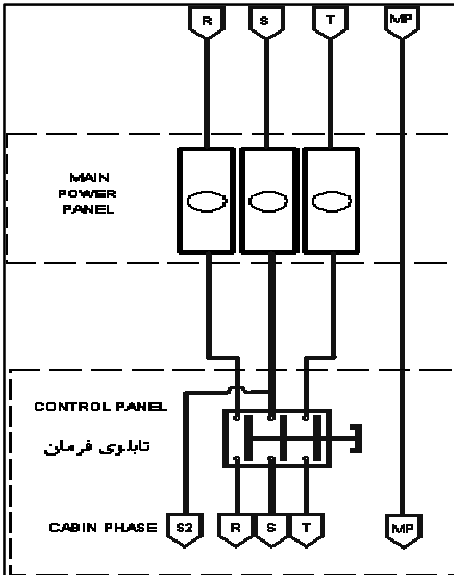 R S T MP
MAIN
POWER
PANEL
CONTROL PANEL
تابلوی فرمان
CABIN PHASE S2 R S T MP